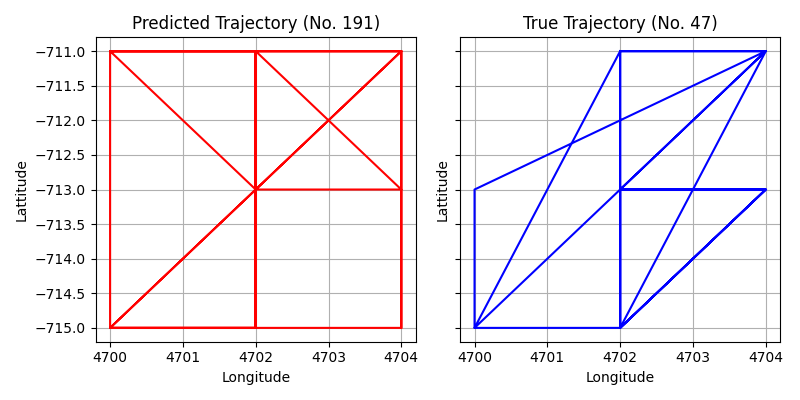 Predicted Trajectory (No. 191)
−711.0
−711.5
−712.0
−712.5
−713.0
−713.5
−714.0
−714.5
−715.0
Lattitude
4700 4701 4702 4703 4704
Longitude
True Trajectory (No. 47)
Lattitude
4700 4701 4702 4703 4704
Longitude